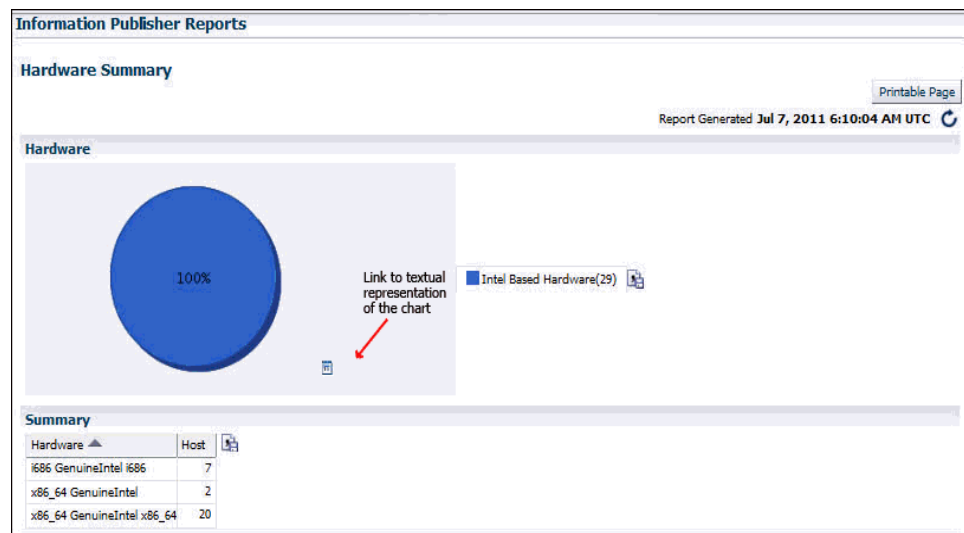 Information Publisher Reports
Hardware Summary
Printable Page
Report Generated Jul 7, 2011 6:10:04 AM UTC
Hardware
100%
Link to textual
representation
of the chart
Intel Based Hardware(29)
Summary
Hardware Host
i686 GenuineIntel i686 7
x86_64 GenuineIntel 2
x86_64 GenuineIntel x86_64 20